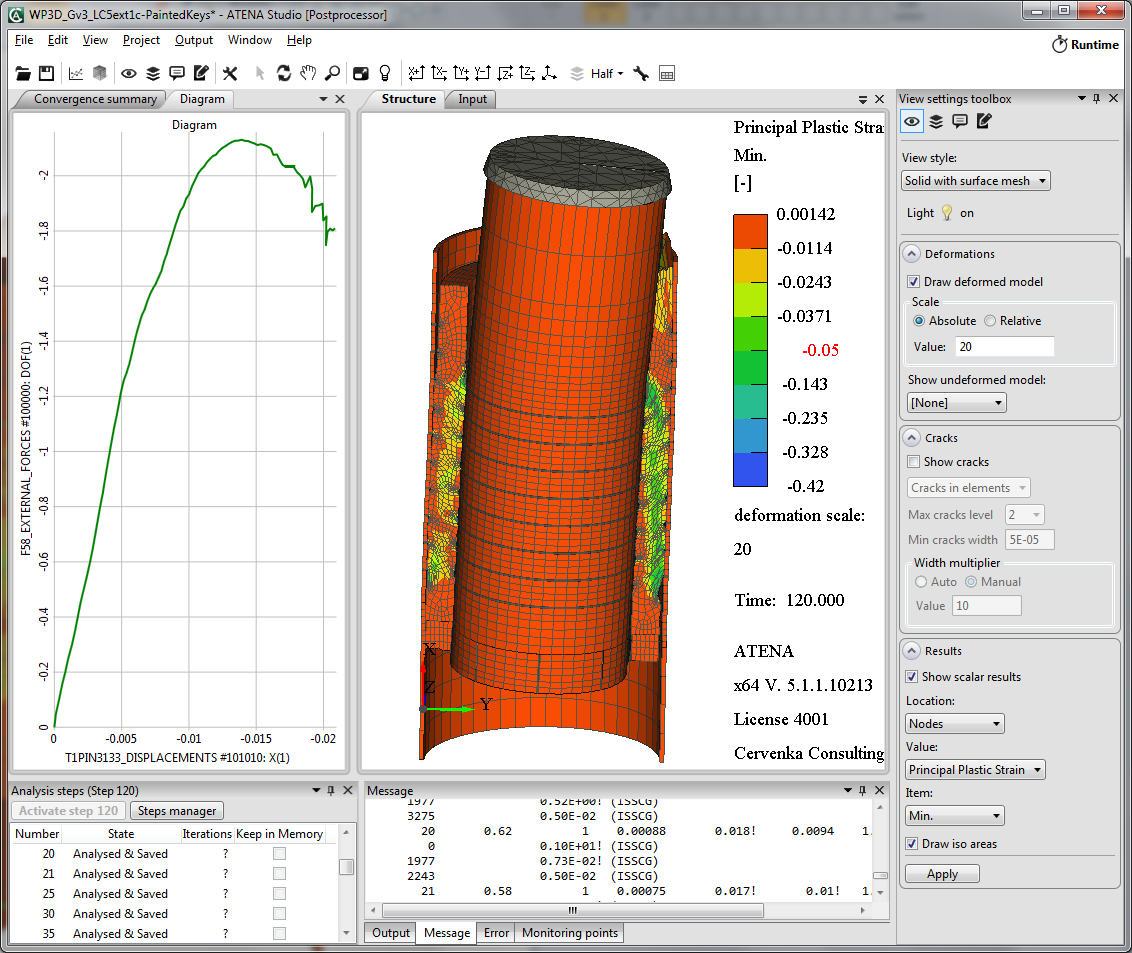 WP3D_Gv3_LC5ext1c-PaintedKeys* - ATENA Studio [Postprocessor]
File Edit View Project Output Window Help
Runtime
Half
Convergence summary Diagram
Structure Input
View settings toolbox
Diagram
-2
-1.8
-1.6
-1.4
-1.2
-1
-0.8
-0.6
-0.4
-0.2
0
F58_EXTERNAL_FORCES #100000: DOF(1)
0 -0.005 -0.01 -0.015 -0.02
T1PIN3133_DISPLACEMENTS #101010: X(1)
Principal Plastic Stra
Min.
[-]
0.00142
-0.0114
-0.0243
-0.0371
-0.05
-0.143
-0.235
-0.328
-0.42
deformation scale:
20
Time: 120.000
ATENA
x64 V. 5.1.1.10213
License 4001
Cervenka Consulting
X
Z
Y
View style:
Solid with surface mesh
Light on
Deformations
Draw deformed model
Scale
Absolute Relative
Value: 20
Show undeformed model:
[None]
Cracks
Show cracks
Cracks in elements
Max cracks level 2
Min cracks width 5E-05
Width multiplier
Auto Manual
Value 10
Results
Show scalar results
Location:
Nodes
Value:
Principal Plastic Strain
Item:
Min.
Draw iso areas
Apply
Analysis steps (Step 120)
Activate step 120 Steps manager
Number State Iterations Keep in Memory
20 Analysed & Saved ?
21 Analysed & Saved ?
25 Analysed & Saved ?
30 Analysed & Saved ?
35 Analysed & Saved ?
Message
1977 0.52E+00! (ISSCG)
3275 0.50E-02 (ISSCG)
20 0.62 1 0.00088 0.018! 0.0094 1.
0 0.10E+01! (ISSCG)
1977 0.73E-02! (ISSCG)
2243 0.50E-02 (ISSCG)
21 0.58 1 0.00075 0.017! 0.01! 1.
Output Message Error Monitoring points